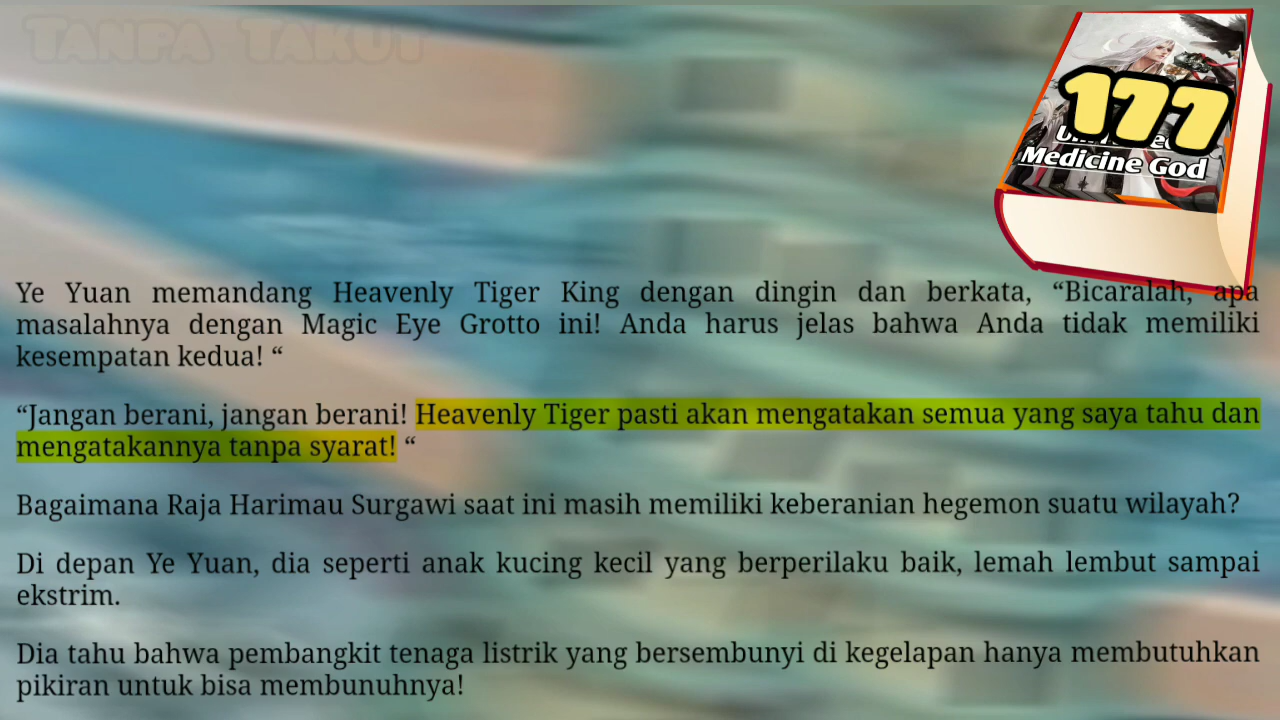 TANPA TAKUT
177
Medicine God
Ye Yuan memandang Heavenly Tiger King dengan dingin dan berkata, “Bicaralah, apa
masalahnya dengan Magic Eye Grotto ini! Anda harus jelas bahwa Anda tidak memiliki
kesempatan kedua! “
“Jangan berani, jangan berani! Heavenly Tiger pasti akan mengatakan semua yang saya tahu dan
mengatakannya tanpa syarat! “
Bagaimana Raja Harimau Surgawi saat ini masih memiliki keberanian hegemon suatu wilayah?
Di depan Ye Yuan, dia seperti anak kucing kecil yang berperilaku baik, lemah lembut sampai
ekstrim.
Dia tahu bahwa pembangkit tenaga listrik yang bersembunyi di kegelapan hanya membutuhkan
pikiran untuk bisa membunuhnya!